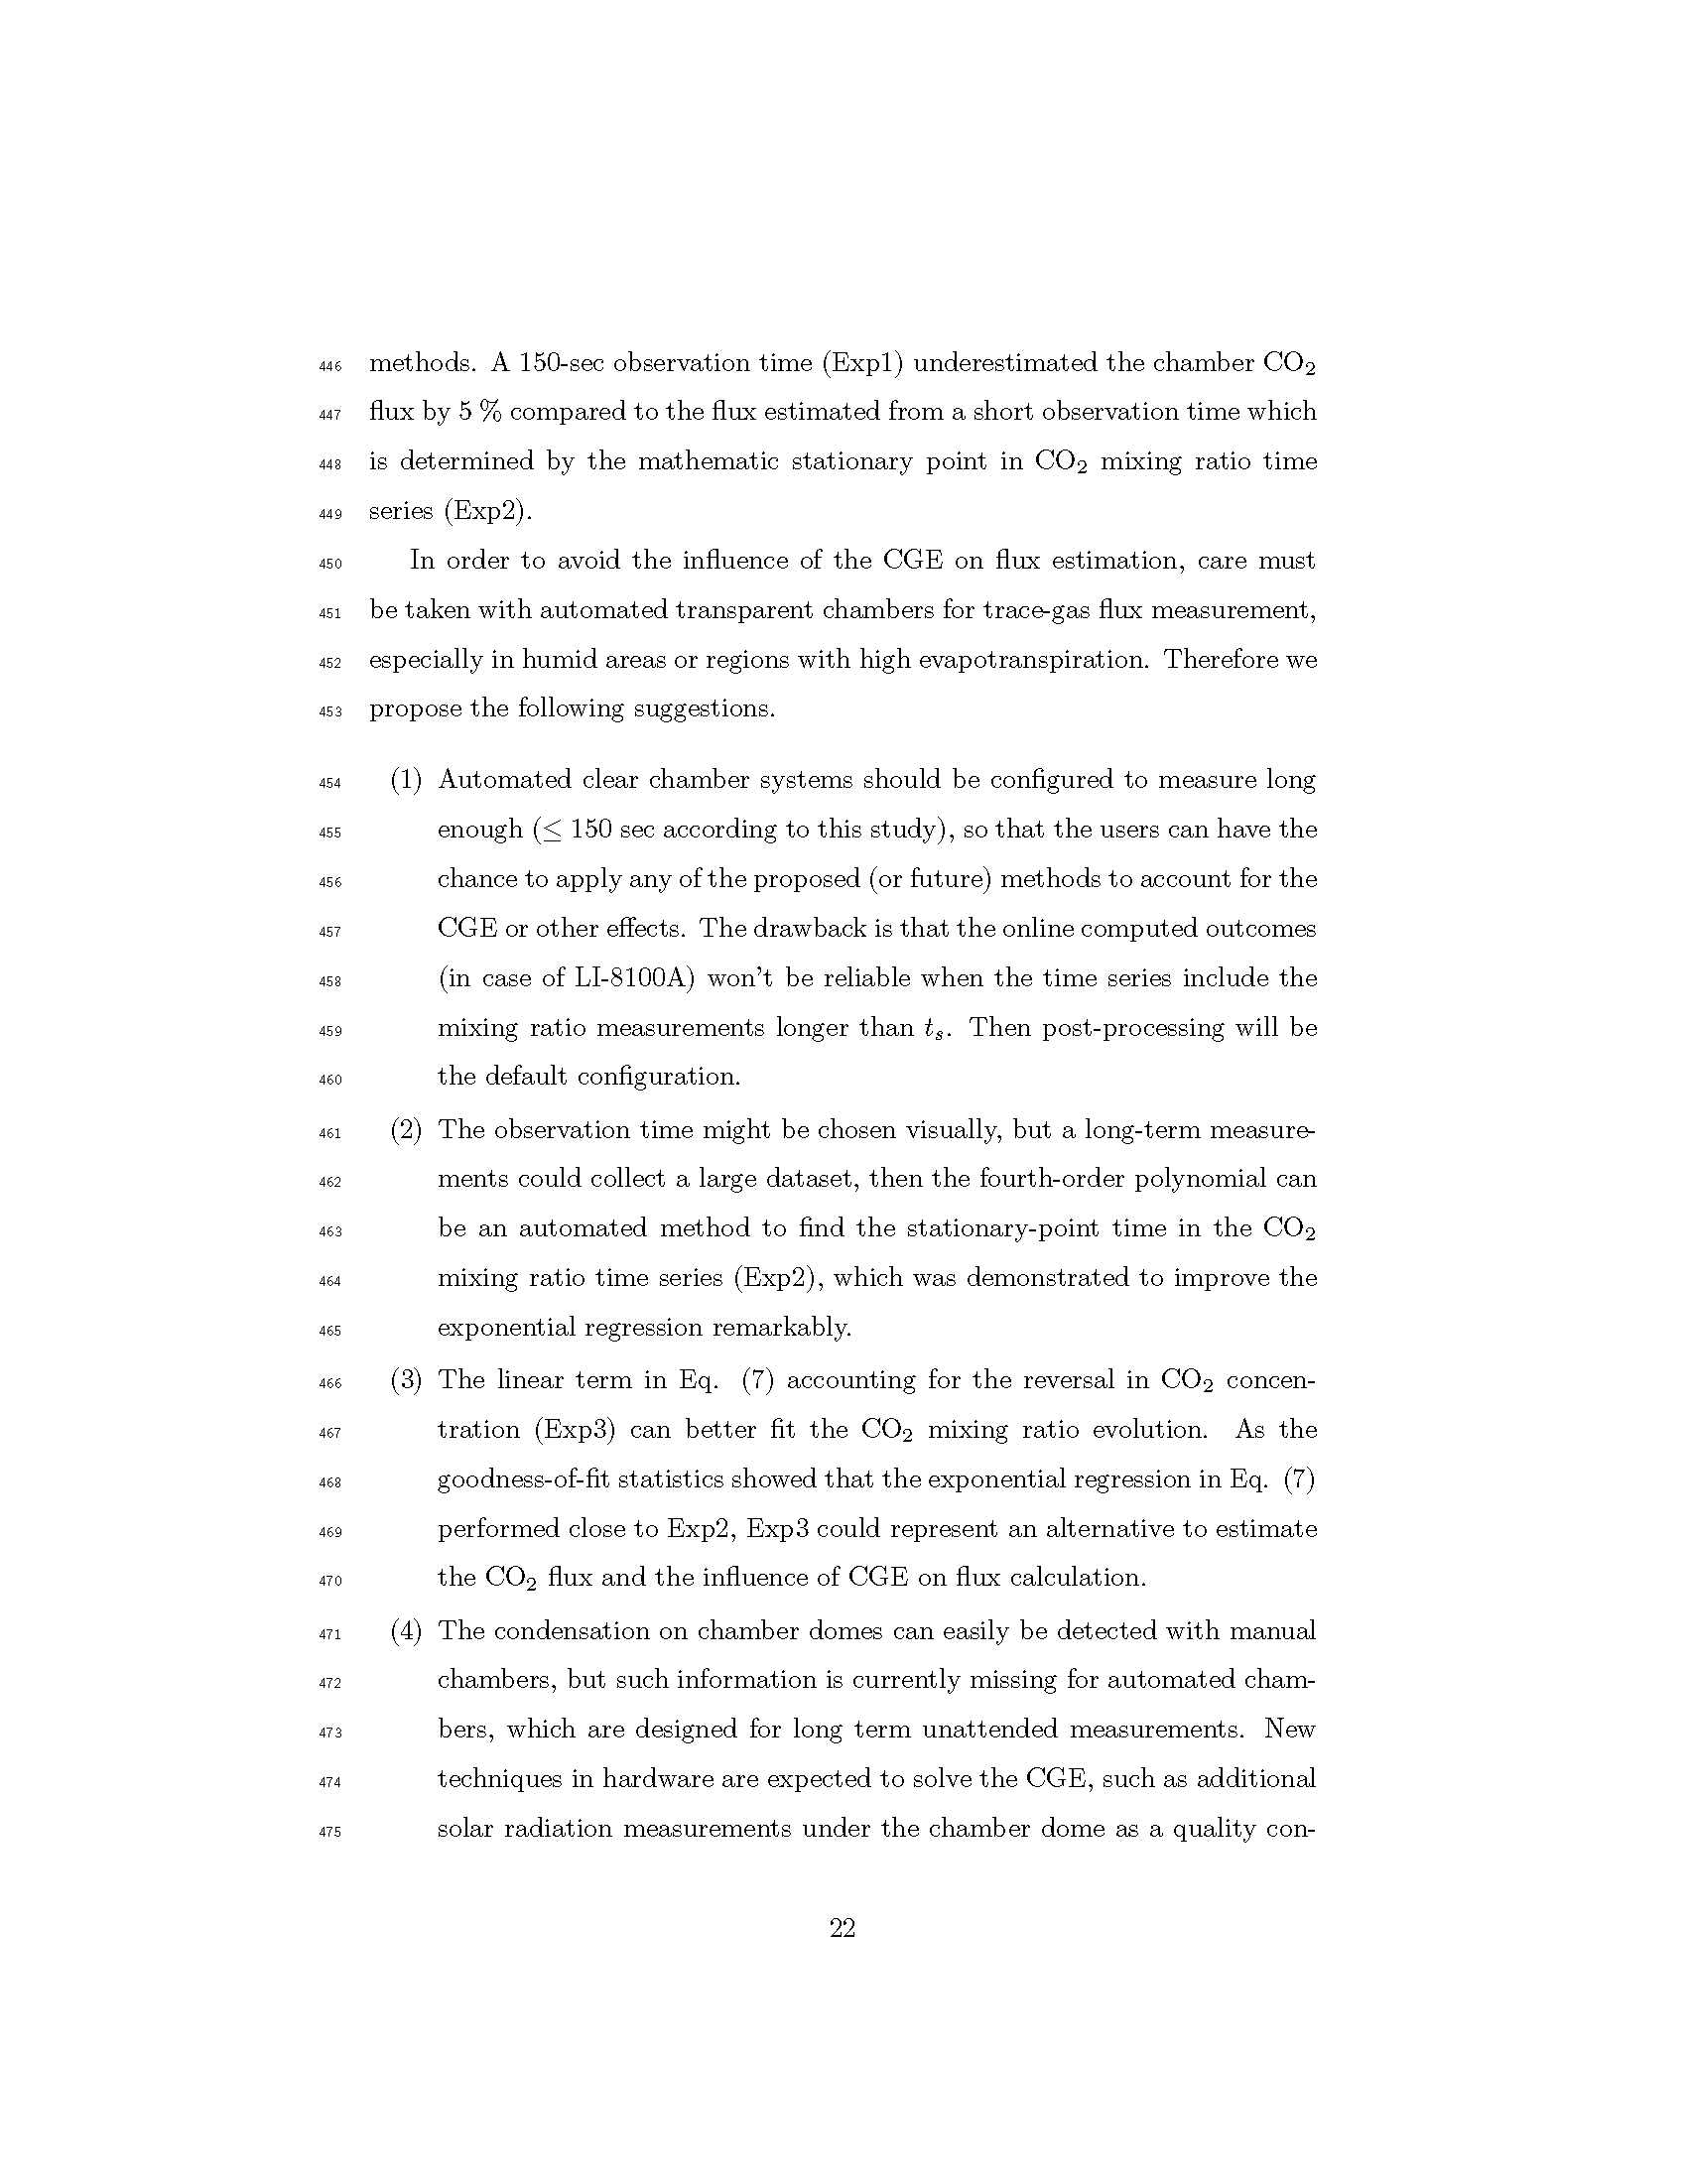 446 methods. A 150-sec observation time (Exp1) underestimated the chamber CO₂
447 flux by 5 % compared to the flux estimated from a short observation time which
448 is determined by the mathematic stationary point in CO₂ mixing ratio time
449 series (Exp2).
450 In order to avoid the influence of the CGE on flux estimation, care must
451 be taken with automated transparent chambers for trace-gas flux measurement,
452 especially in humid areas or regions with high evapotranspiration. Therefore we
453 propose the following suggestions.
454 (1) Automated clear chamber systems should be configured to measure long
455 enough (≤ 150 sec according to this study), so that the users can have the
456 chance to apply any of the proposed (or future) methods to account for the
457 CGE or other effects. The drawback is that the online computed outcomes
458 (in case of LI-8100A) won't be reliable when the time series include the
459 mixing ratio measurements longer than tₛ. Then post-processing will be
460 the default configuration.
461 (2) The observation time might be chosen visually, but a long-term measure-
462 ments could collect a large dataset, then the fourth-order polynomial can
463 be an automated method to find the stationary-point time in the CO₂
464 mixing ratio time series (Exp2), which was demonstrated to improve the
465 exponential regression remarkably.
466 (3) The linear term in Eq. (7) accounting for the reversal in CO₂ concen-
467 tration (Exp3) can better fit the CO₂ mixing ratio evolution. As the
468 goodness-of-fit statistics showed that the exponential regression in Eq. (7)
469 performed close to Exp2, Exp3 could represent an alternative to estimate
470 the CO₂ flux and the influence of CGE on flux calculation.
471 (4) The condensation on chamber domes can easily be detected with manual
472 chambers, but such information is currently missing for automated cham-
473 bers, which are designed for long term unattended measurements. New
474 techniques in hardware are expected to solve the CGE, such as additional
475 solar radiation measurements under the chamber dome as a quality con-
22